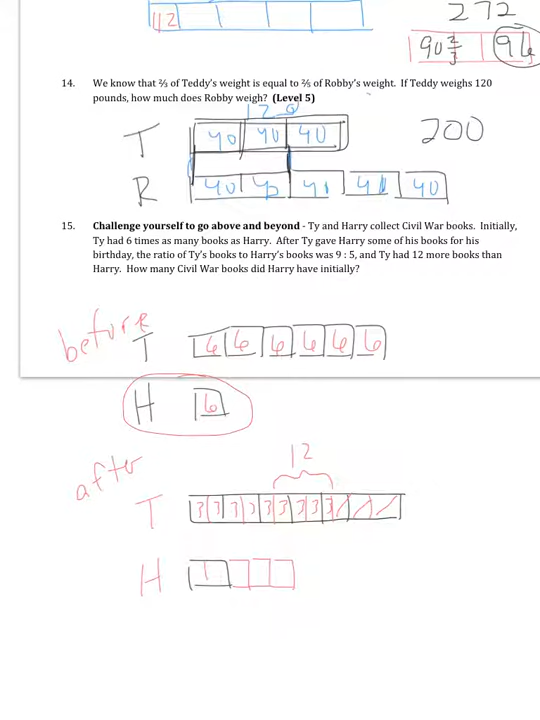 272
112
90 2/3 96
14. We know that ⅔ of Teddy's weight is equal to ⅖ of Robby's weight. If Teddy weighs 120
pounds, how much does Robby weigh? (Level 5)
120
T 40 40 40 200
R 40 40 40 40 40
15. Challenge yourself to go above and beyond - Ty and Harry collect Civil War books. Initially,
Ty had 6 times as many books as Harry. After Ty gave Harry some of his books for his
birthday, the ratio of Ty's books to Harry's books was 9 : 5, and Ty had 12 more books than
Harry. How many Civil War books did Harry have initially?
before
T 6 6 6 6 6 6
H 6
after
12
T 3 3 3 3 3 3 3 3 3
H